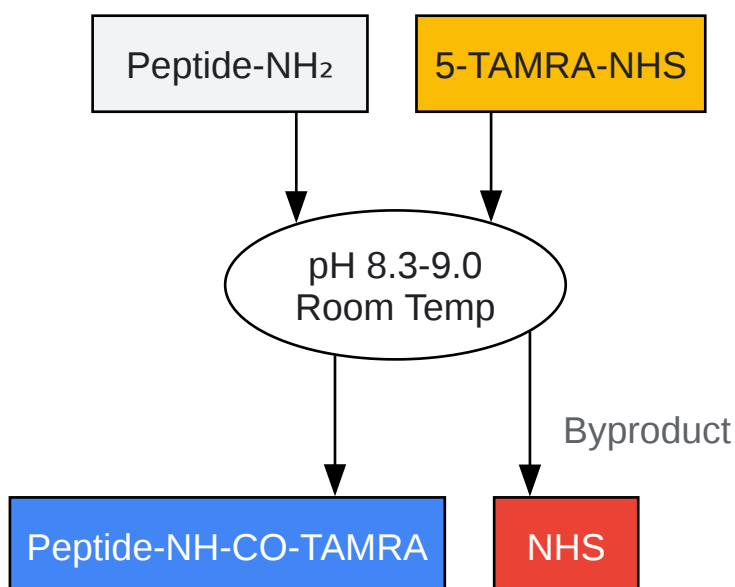 Peptide-NH₂
5-TAMRA-NHS
pH 8.3-9.0
Room Temp
Byproduct
Peptide-NH-CO-TAMRA
NHS